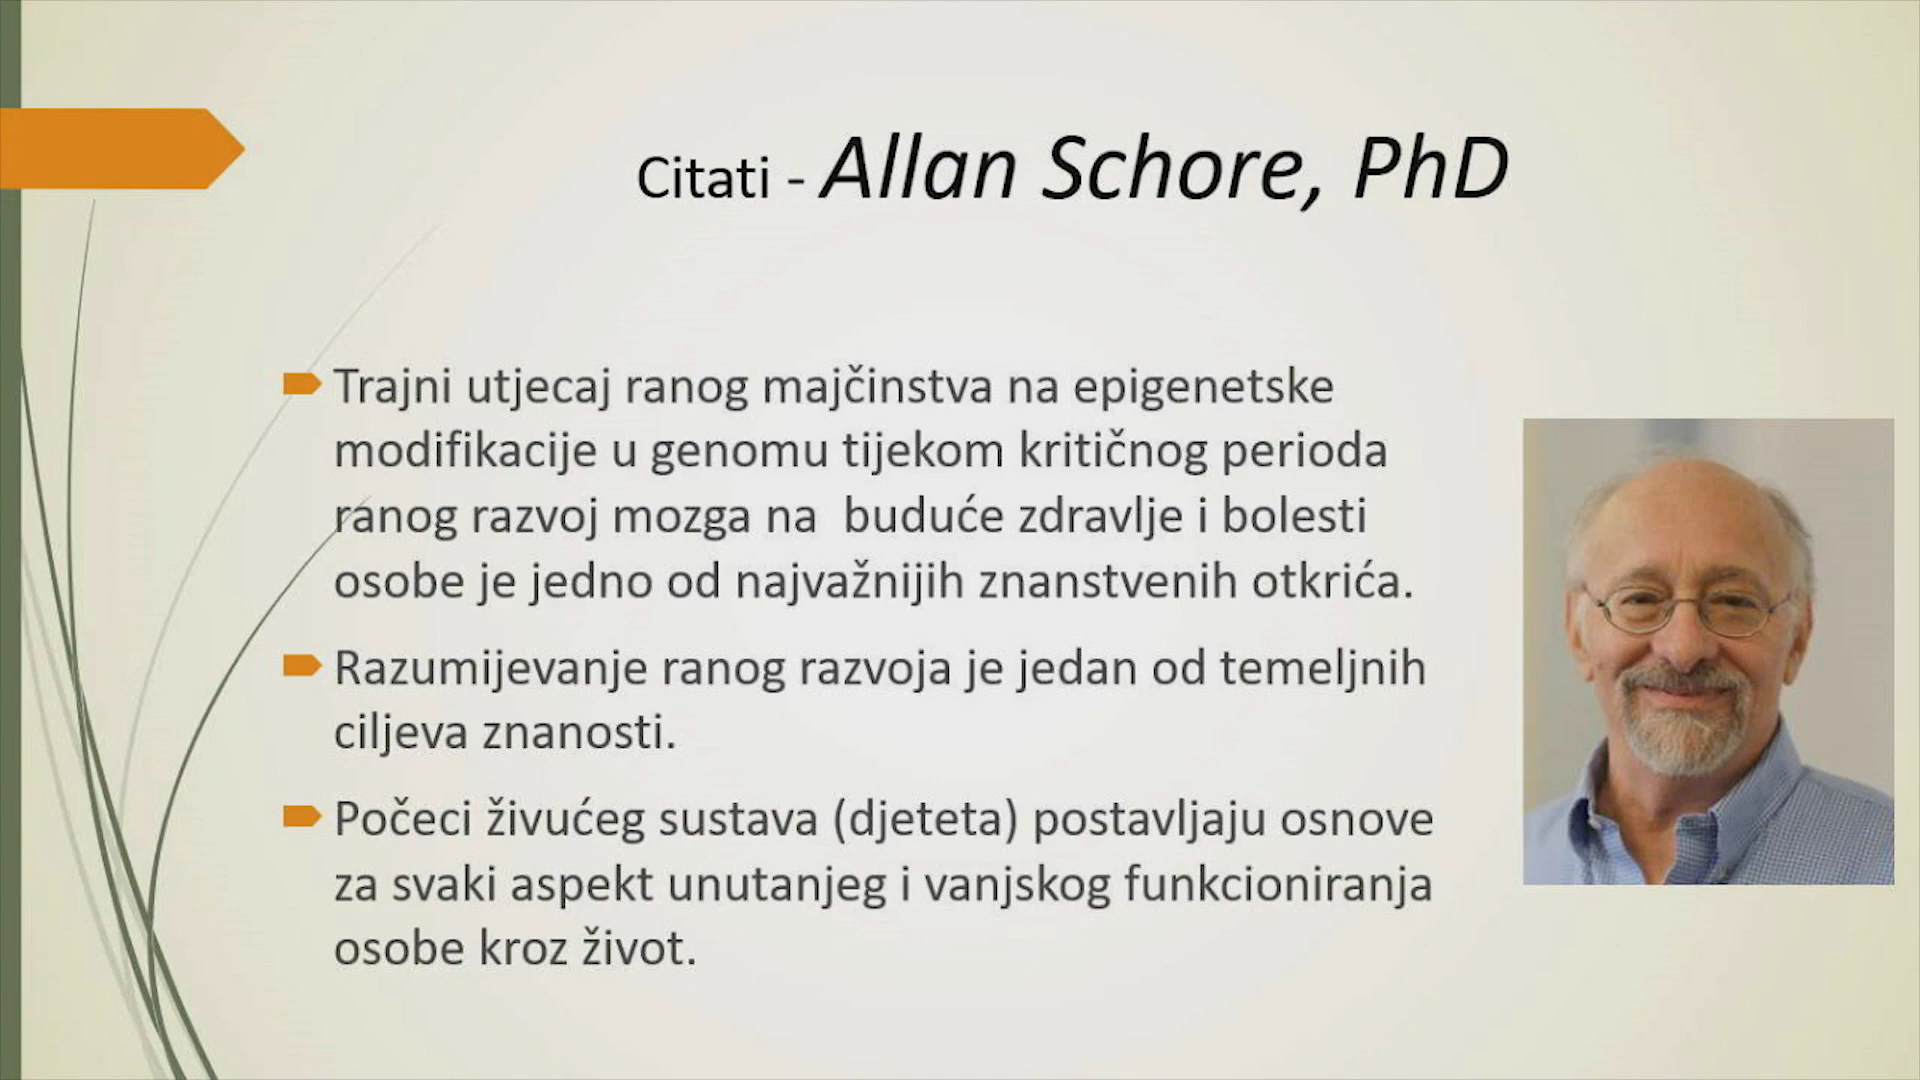 Citati - Allan Schore, PhD
Trajni utjecaj ranog majčinstva na epigenetske
modifikacije u genomu tijekom kritičnog perioda
ranog razvoj mozga na  buduće zdravlje i bolesti
osobe je jedno od najvažnijih znanstvenih otkrića.
Razumijevanje ranog razvoja je jedan od temeljnih
ciljeva znanosti.
Počeci živućeg sustava (djeteta) postavljaju osnove
za svaki aspekt unutanjeg i vanjskog funkcioniranja
osobe kroz život.